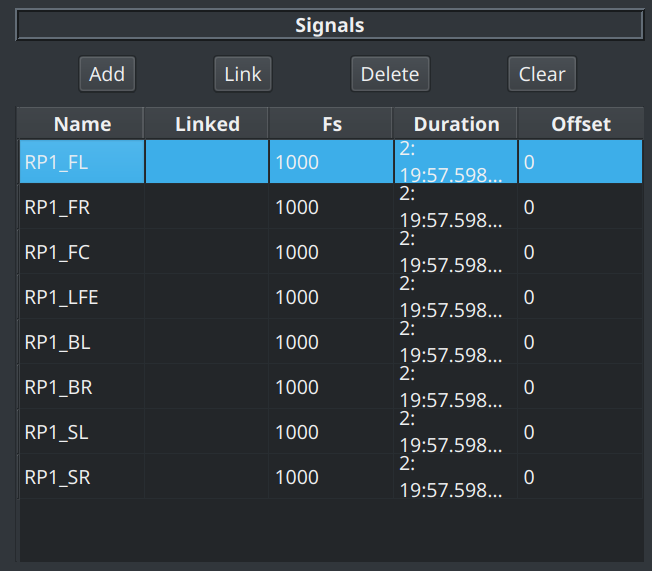 Signals
Add Link Delete Clear
Name Linked Fs Duration Offset
RP1_FL 1000 2: 19:57.598... 0
RP1_FR 1000 2: 19:57.598... 0
RP1_FC 1000 2: 19:57.598... 0
RP1_LFE 1000 2: 19:57.598... 0
RP1_BL 1000 2: 19:57.598... 0
RP1_BR 1000 2: 19:57.598... 0
RP1_SL 1000 2: 19:57.598... 0
RP1_SR 1000 2: 19:57.598... 0